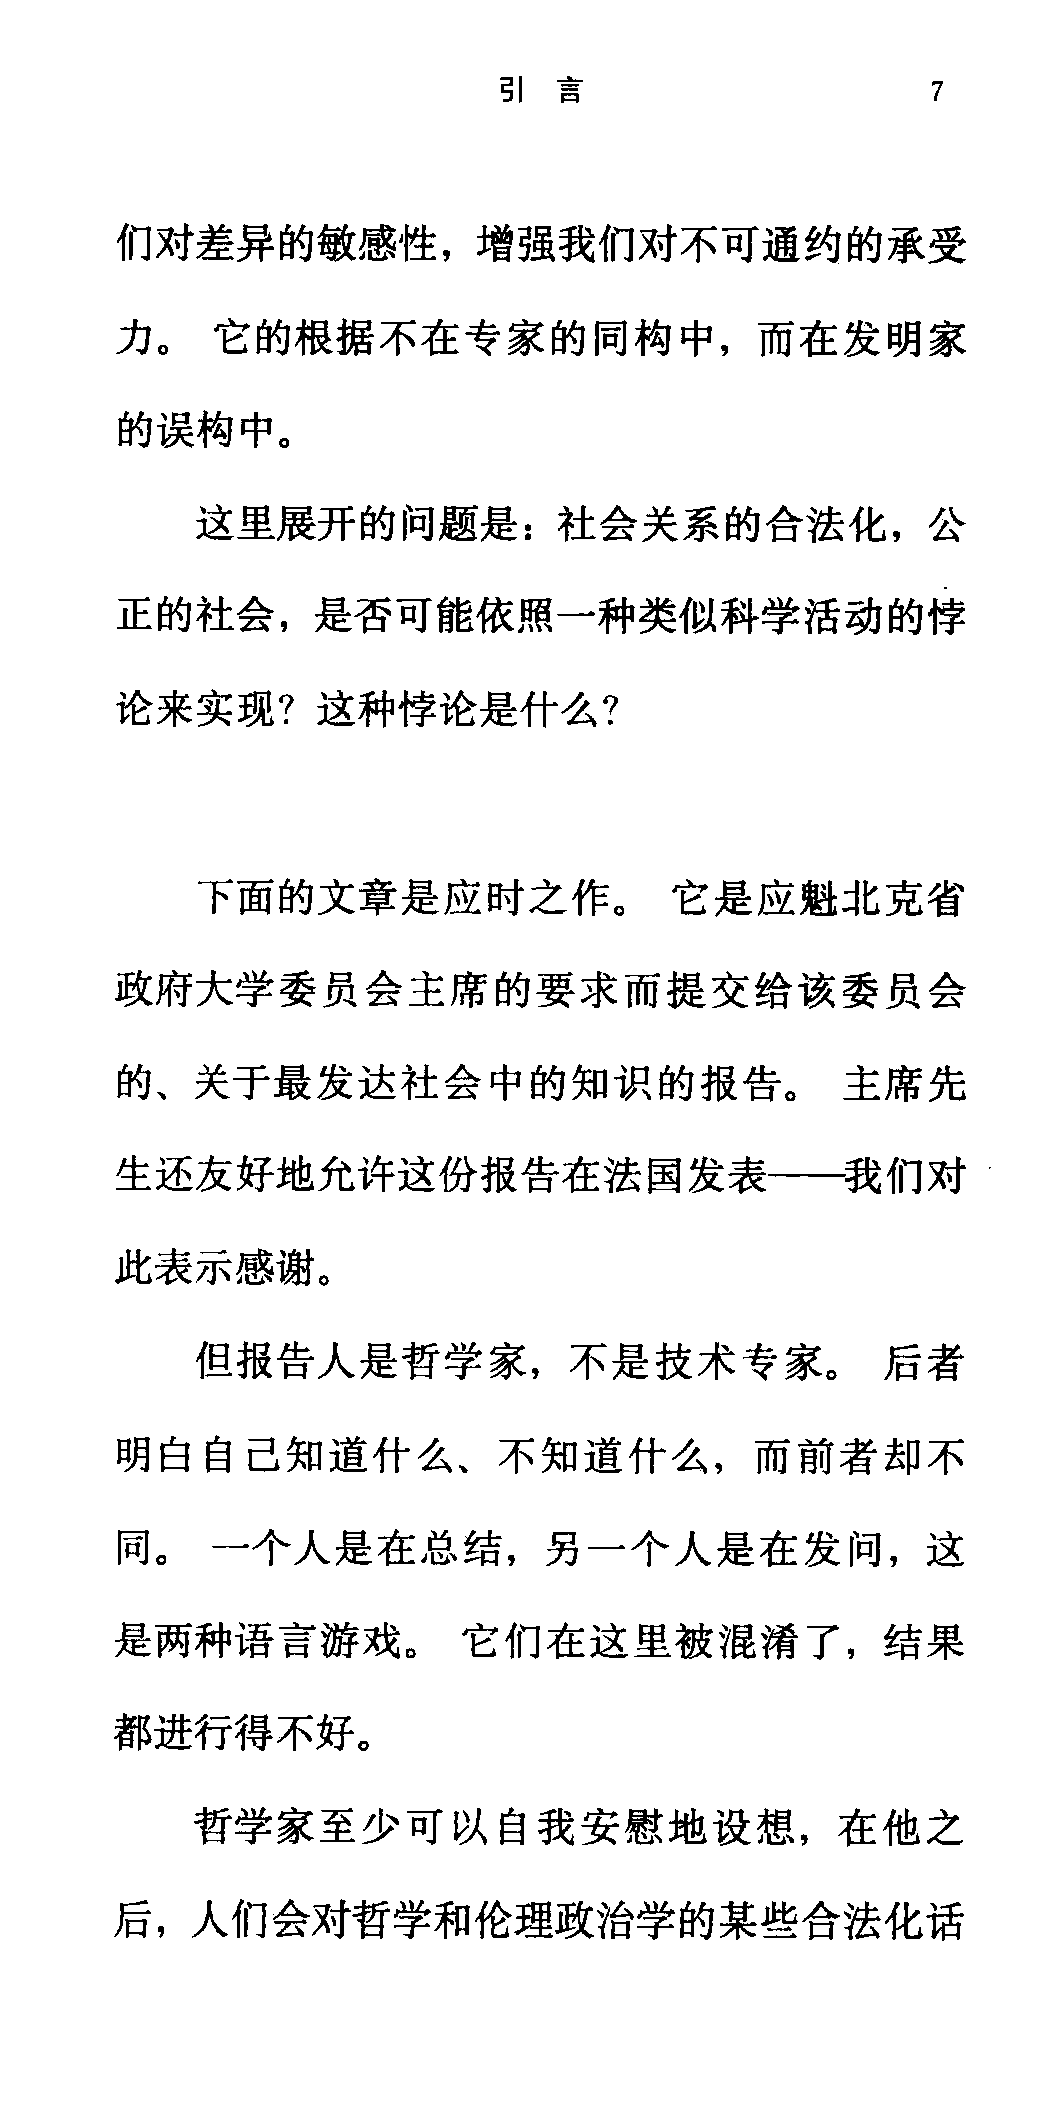 引 言 7
们对差异的敏感性，增强我们对不可通约的承受
力。 它的根据不在专家的同构中，而在发明家
的误构中。
这里展开的问题是：社会关系的合法化，公
正的社会，是否可能依照一种类似科学活动的悖
论来实现？这种悖论是什么？
下面的文章是应时之作。 它是应魁北克省
政府大学委员会主席的要求而提交给该委员会
的、关于最发达社会中的知识的报告。 主席先
生还友好地允许这份报告在法国发表——我们对
此表示感谢。
但报告人是哲学家，不是技术专家。 后者
明白自己知道什么、不知道什么，而前者却不
同。 一个人是在总结，另一个人是在发问，这
是两种语言游戏。 它们在这里被混淆了，结果
都进行得不好。
哲学家至少可以自我安慰地设想，在他之
后，人们会对哲学和伦理政治学的某些合法化话